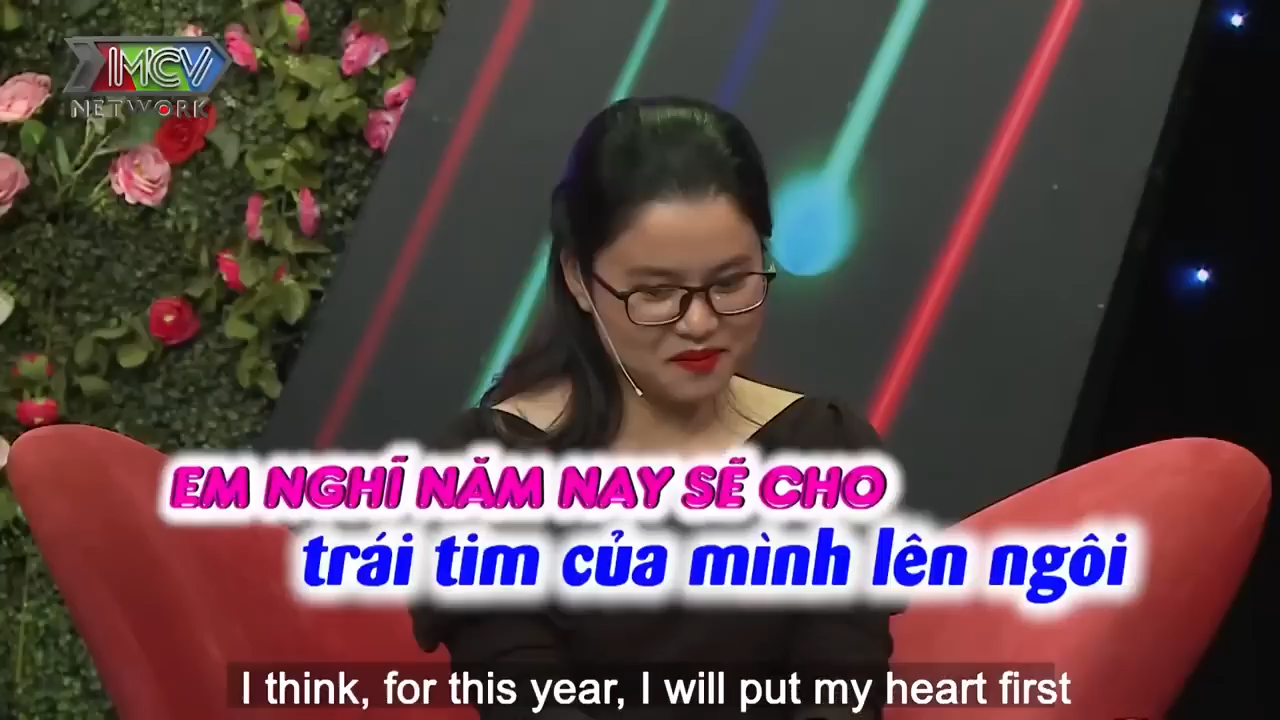 MCV
NETWORK
EM NGHĨ NĂM NAY SẼ CHO
trái tim của mình lên ngôi
I think, for this year, I will put my heart first